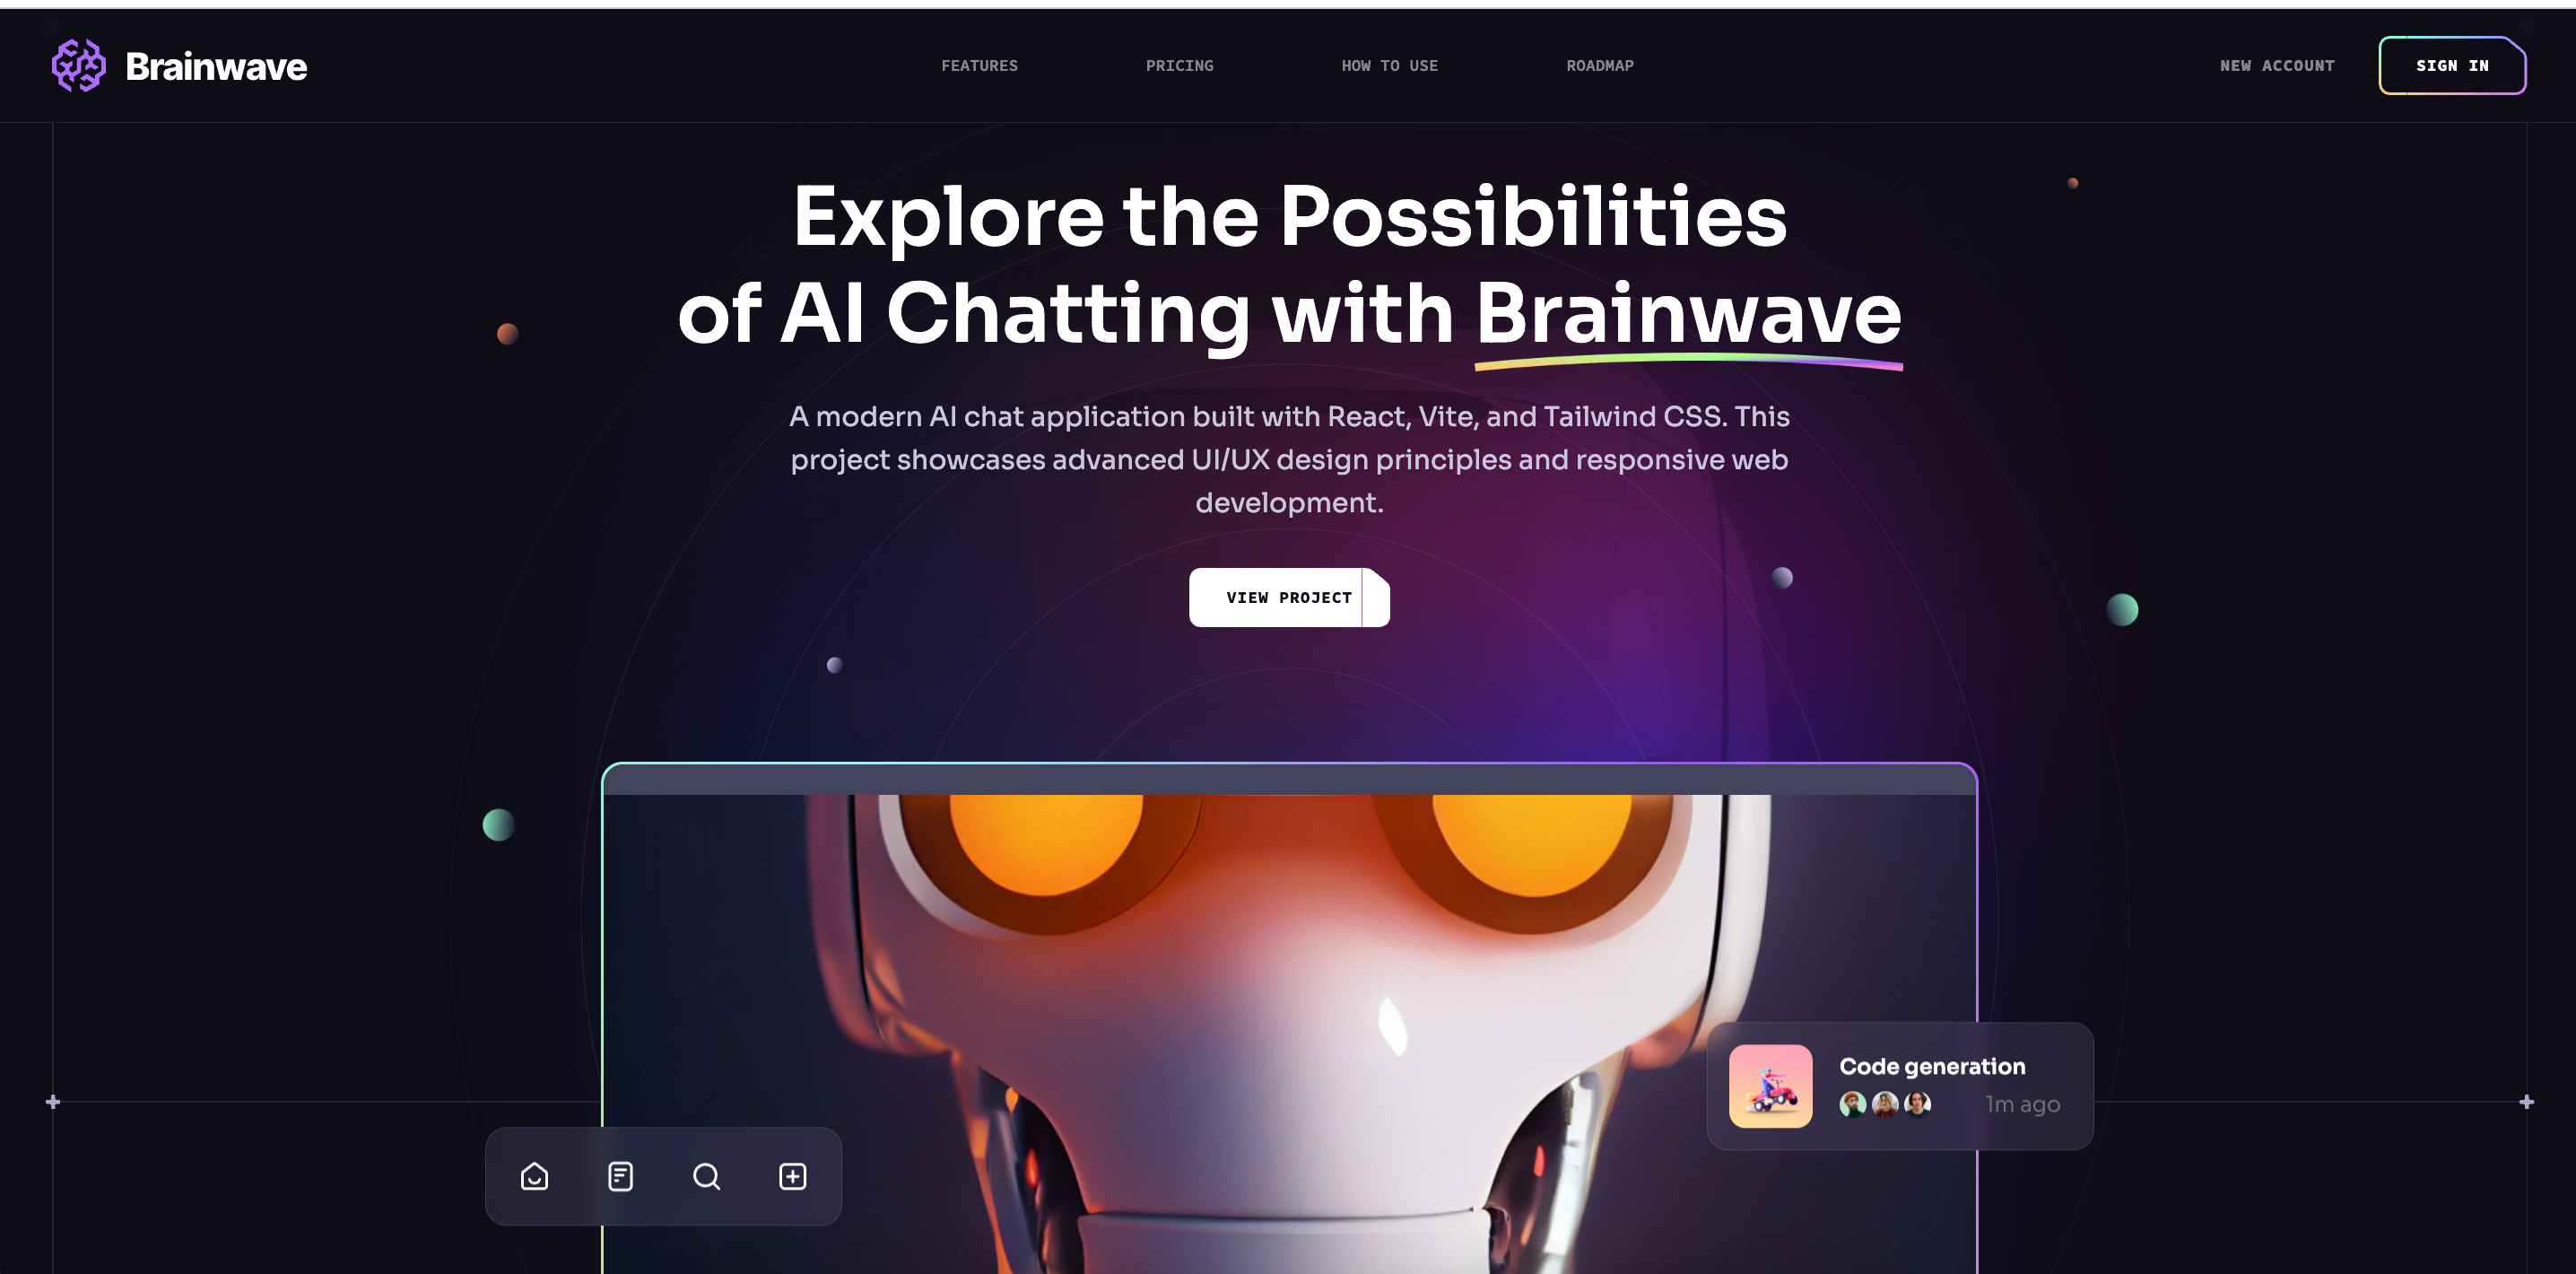 Brainwave
FEATURES
PRICING
HOW TO USE
ROADMAP
NEW ACCOUNT
SIGN IN
Explore the Possibilities
of AI Chatting with Brainwave
A modern AI chat application built with React, Vite, and Tailwind CSS. This
project showcases advanced UI/UX design principles and responsive web
development.
VIEW PROJECT
Code generation
1m ago